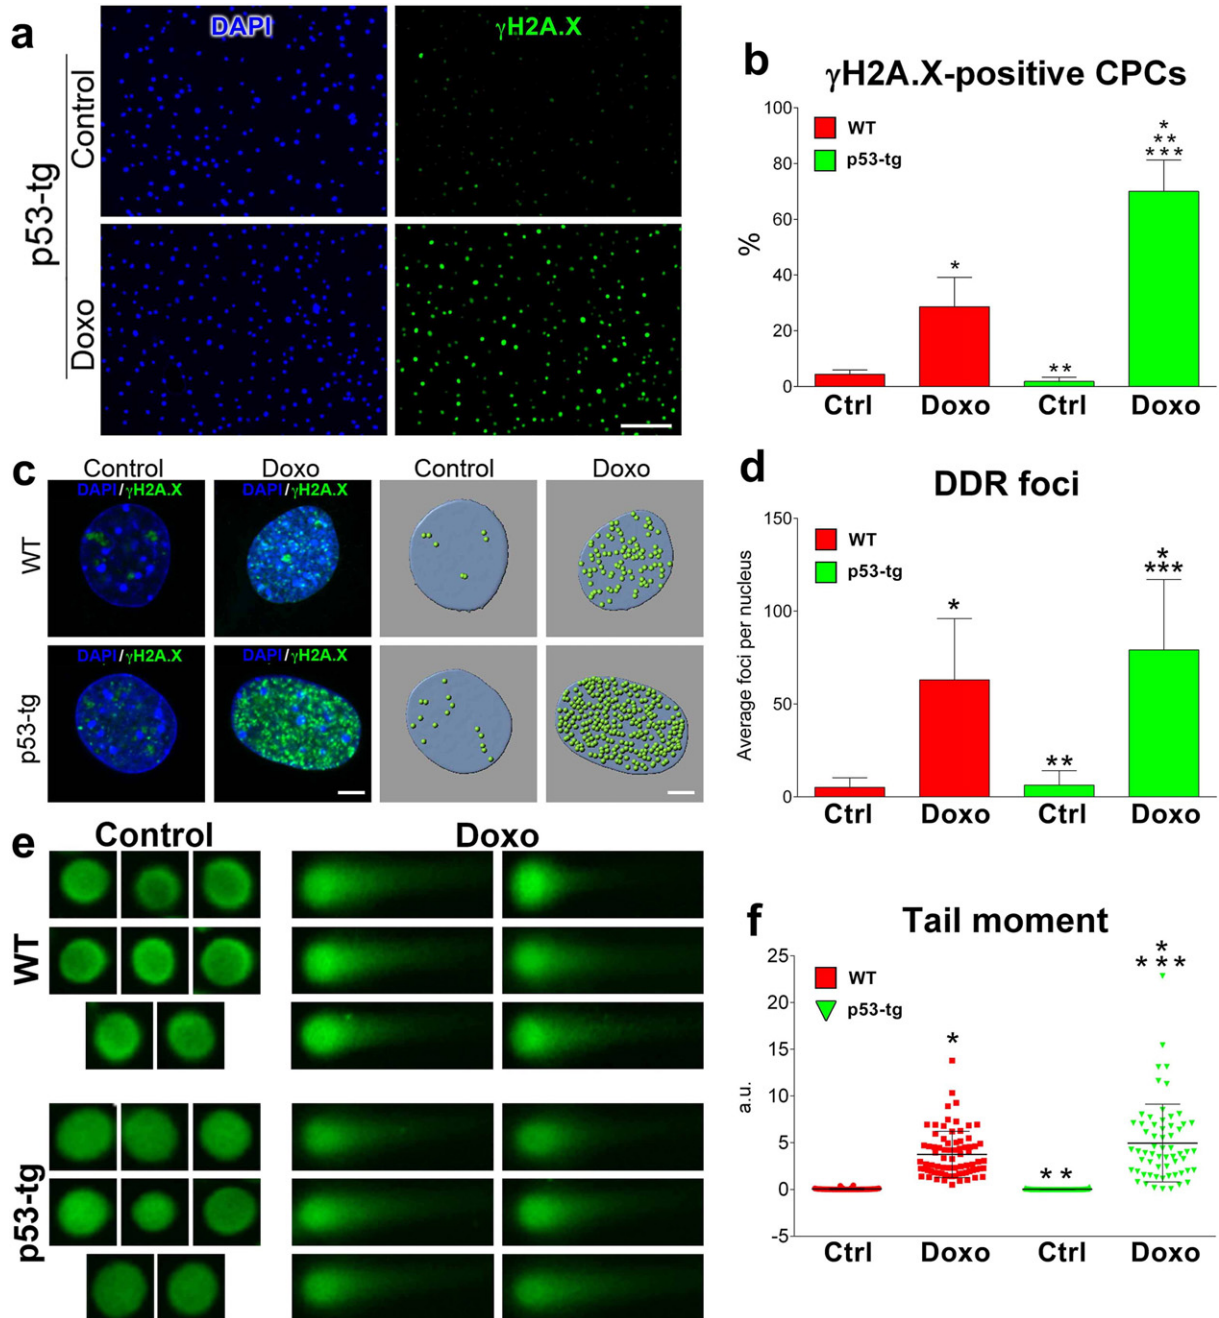 a
DAPI
γH2A.X
p53-tg
Control
Doxo
b
γH2A.X-positive CPCs
100
80
60
40
20
0
%
WT
p53-tg
*
**
*
**
***
Ctrl Doxo Ctrl Doxo
c
Control Doxo Control Doxo
DAPI/γH2A.X DAPI/γH2A.X
WT
DAPI/γH2A.X DAPI/γH2A.X
p53-tg
d
DDR foci
150
100
50
0
Average foci per nucleus
WT
p53-tg
*
**
*
***
Ctrl Doxo Ctrl Doxo
e
Control Doxo
WT
p53-tg
f
Tail moment
25
20
15
10
5
0
-5
a.u.
WT
p53-tg
*
**
*
***
Ctrl Doxo Ctrl Doxo